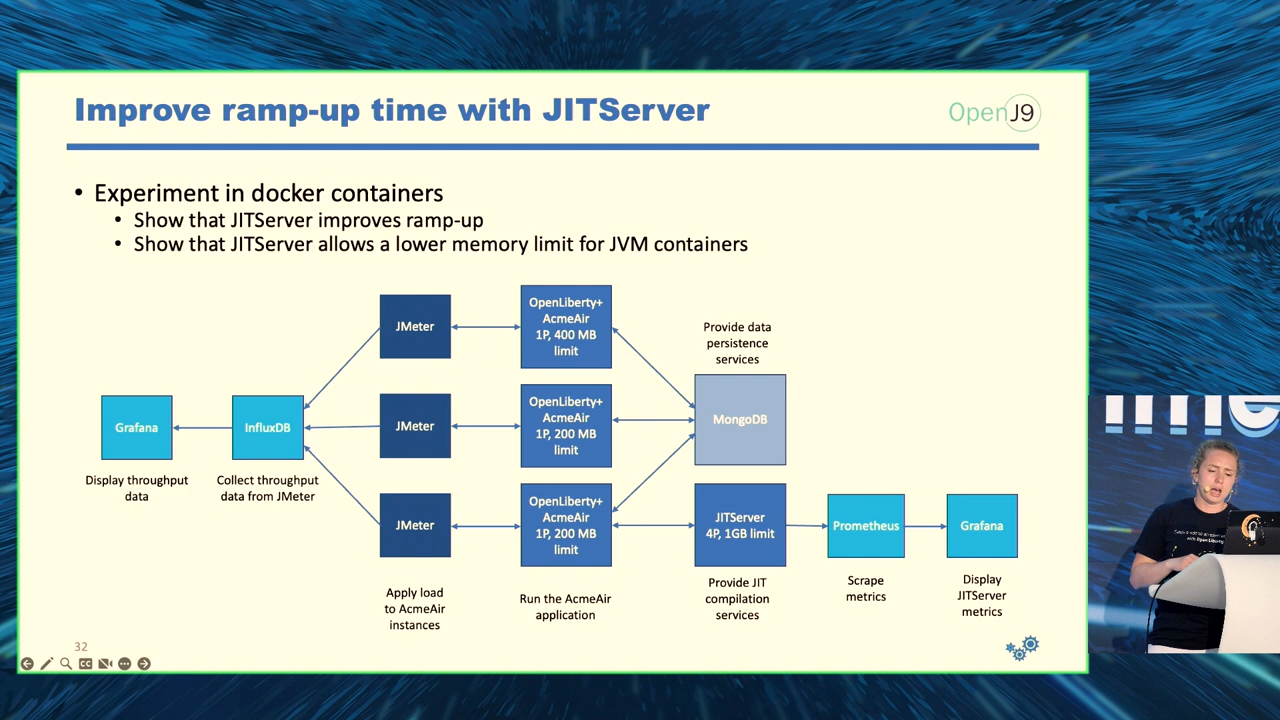 Improve ramp-up time with JITServer
OpenJ9
• Experiment in docker containers
• Show that JITServer improves ramp-up
• Show that JITServer allows a lower memory limit for JVM containers
JMeter
OpenLiberty+
AcmeAir
1P, 400 MB
limit
Provide data
persistence
services
Grafana
InfluxDB
JMeter
OpenLiberty+
AcmeAir
1P, 200 MB
limit
MongoDB
Display throughput
data
Collect throughput
data from JMeter
JMeter
OpenLiberty+
AcmeAir
1P, 200 MB
limit
JITServer
4P, 1GB limit
Prometheus
Grafana
Apply load
to AcmeAir
instances
Run the AcmeAir
application
Provide JIT
compilation
services
Scrape
metrics
Display
JITServer
metrics
32
CC